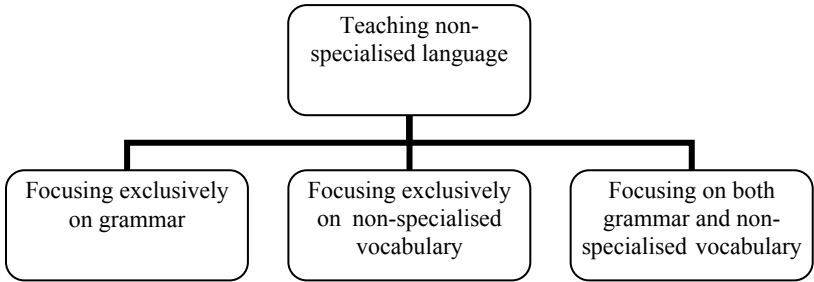 Teaching non-
specialised language
Focusing exclusively
on grammar
Focusing exclusively
on non-specialised
vocabulary
Focusing on both
grammar and non-
specialised vocabulary